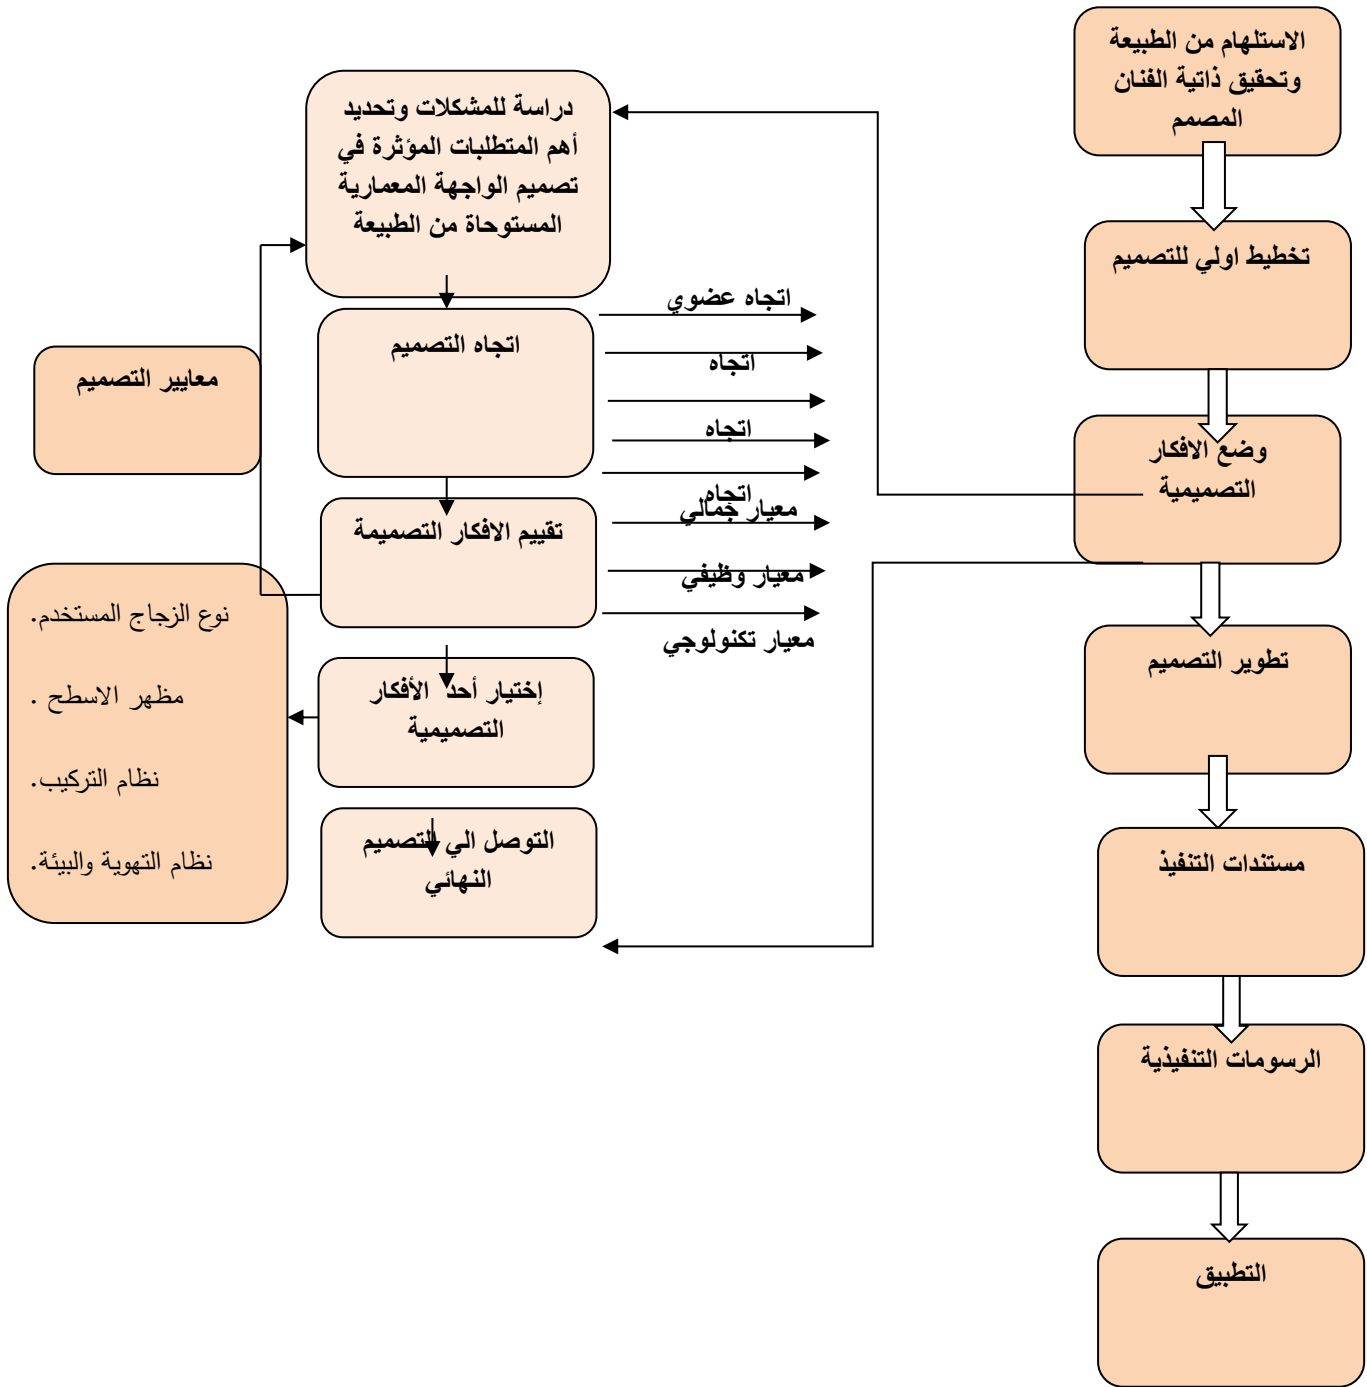 الاستلهام من الطبيعة
وتحقيق ذاتية الفنان
المصمم
تخطيط اولي للتصميم
وضع الافكار
التصميمية
تطوير التصميم
مستندات التنفيذ
الرسومات التنفيذية
التطبيق
دراسة للمشكلات وتحديد
أهم المتطلبات المؤثرة في
تصميم الواجهة المعمارية
المستوحاة من الطبيعة
اتجاه التصميم
اتجاه عضوي
اتجاه
اتجاه
اتجاه
تقييم الافكار التصميمة
معيار جمالي
معيار وظيفي
معيار تكنولوجي
إختيار أحد الأفكار
التصميمية
التوصل الي التصميم
النهائي
معايير التصميم
نوع الزجاج المستخدم.
مظهر الاسطح .
نظام التركيب.
نظام التهوية والبيئة.